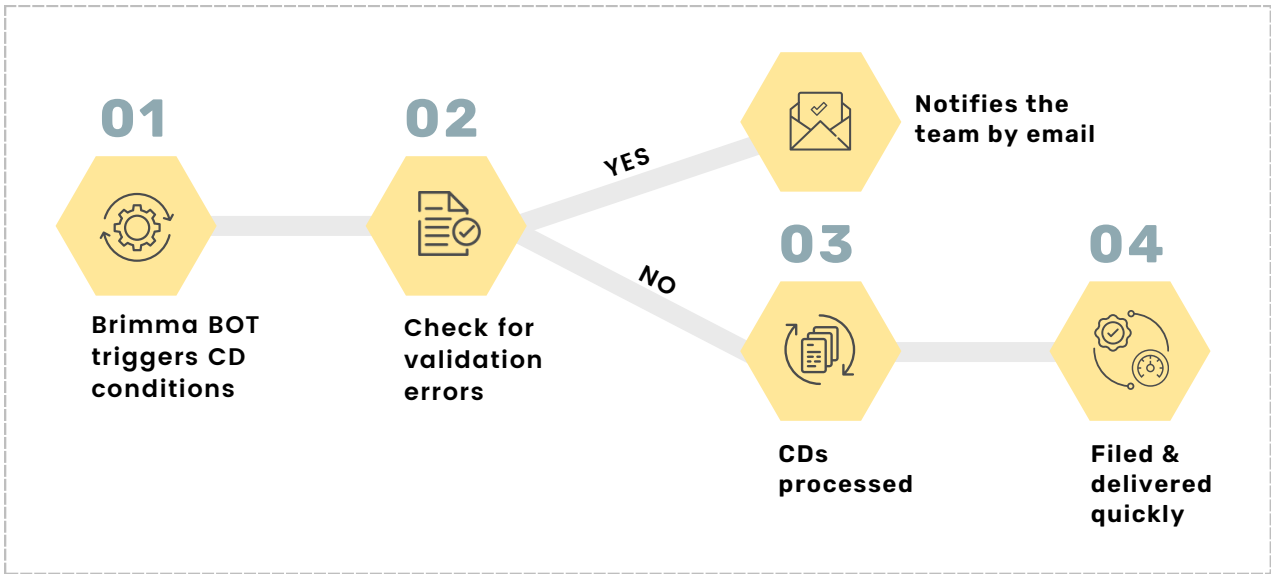 01
Brimma BOT
triggers CD
conditions
02
Check for
validation
errors
YES
Notifies the
team by email
NO
03
CDs
processed
04
Filed &
delivered
quickly